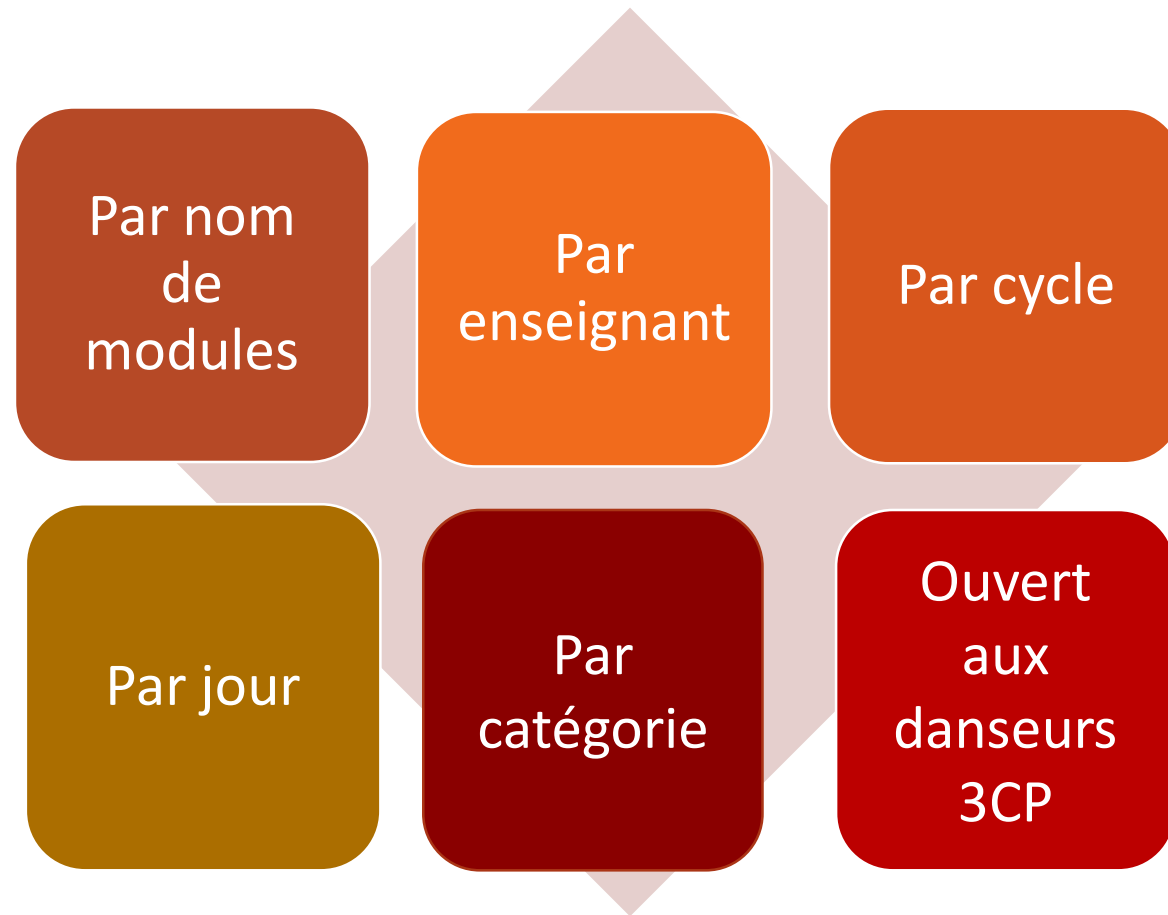 Par nom
de
modules
Par
enseignant
Par cycle
Par jour
Par
catégorie
Ouvert
aux
danseurs
3CP